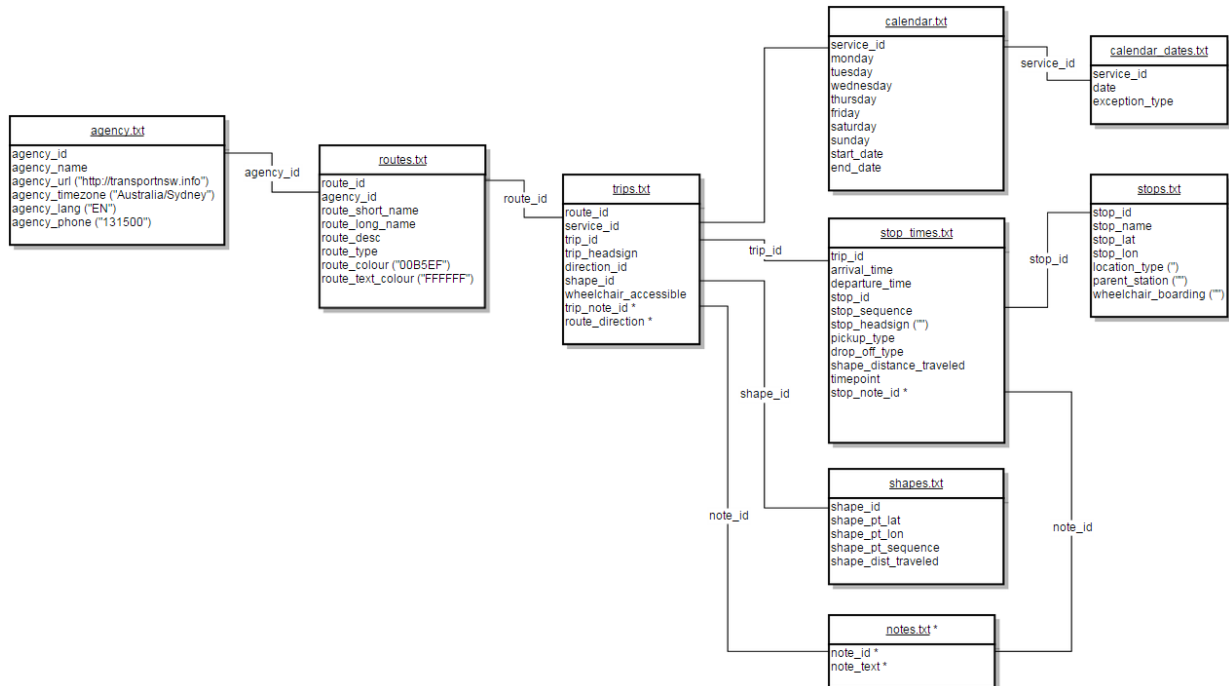 agency.txt
agency_id
agency_name
agency_url ("http://transportnsw.info")
agency_timezone ("Australia/Sydney")
agency_lang ("EN")
agency_phone ("131500")
agency_id
routes.txt
route_id
agency_id
route_short_name
route_long_name
route_desc
route_type
route_colour ("00B5EF")
route_text_colour ("FFFFFF")
route_id
trips.txt
route_id
service_id
trip_id
trip_headsign
direction_id
shape_id
wheelchair_accessible
trip_note_id *
route_direction *
trip_id
shape_id
note_id
calendar.txt
service_id
monday
tuesday
wednesday
thursday
friday
saturday
sunday
start_date
end_date
service_id
calendar_dates.txt
service_id
date
exception_type
stop_times.txt
trip_id
arrival_time
departure_time
stop_id
stop_sequence
stop_headsign ("")
pickup_type
drop_off_type
shape_distance_traveled
timepoint
stop_note_id *
stop_id
stops.txt
stop_id
stop_name
stop_lat
stop_lon
location_type ('')
parent_station ("")
wheelchair_boarding ("")
shapes.txt
shape_id
shape_pt_lat
shape_pt_lon
shape_pt_sequence
shape_dist_traveled
note_id
notes.txt *
note_id *
note_text *